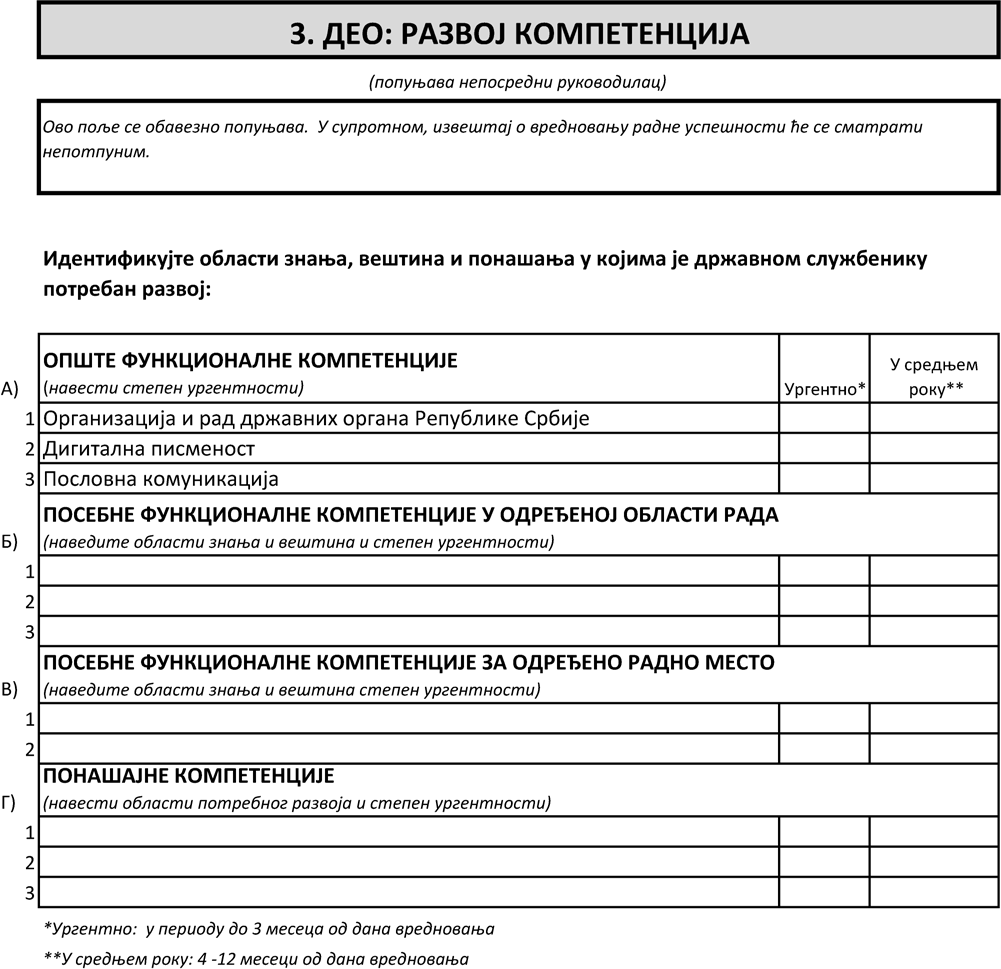 3. ДЕО: РАЗВОЈ КОМПЕТЕНЦИЈА
(попуњава непосредни руководилац)
Ово поље се обавезно попуњава.  У супротном, извештај о вредновању радне успешности ће се сматрати
непотпуним.
Идентификујте области знања, вештина и понашања у којима је државном службенику
потребан развој:
ОПШТЕ ФУНКЦИОНАЛНЕ КОМПЕТЕНЦИЈЕ
А) (навести степен ургентности) Ургентно* У средњем
року**
1 Организација и рад државних органа Републике Србије
2 Дигитална писменост
3 Пословна комуникација
ПОСЕБНЕ ФУНКЦИОНАЛНЕ КОМПЕТЕНЦИЈЕ У ОДРЕЂЕНОЈ ОБЛАСТИ РАДА
Б) (наведите области знања и вештина и степен ургентности)
1
2
3
ПОСЕБНЕ ФУНКЦИОНАЛНЕ КОМПЕТЕНЦИЈЕ ЗА ОДРЕЂЕНО РАДНО МЕСТО
В) (наведите области знања и вештина степен ургентности)
1
2
ПОНАШАЈНЕ КОМПЕТЕНЦИЈЕ
Г) (навести области потребног развоја и степен ургентности)
1
2
3
*Ургентно:  у периоду до 3 месеца од дана вредновања
**У средњем року: 4 -12 месеци од дана вредновања